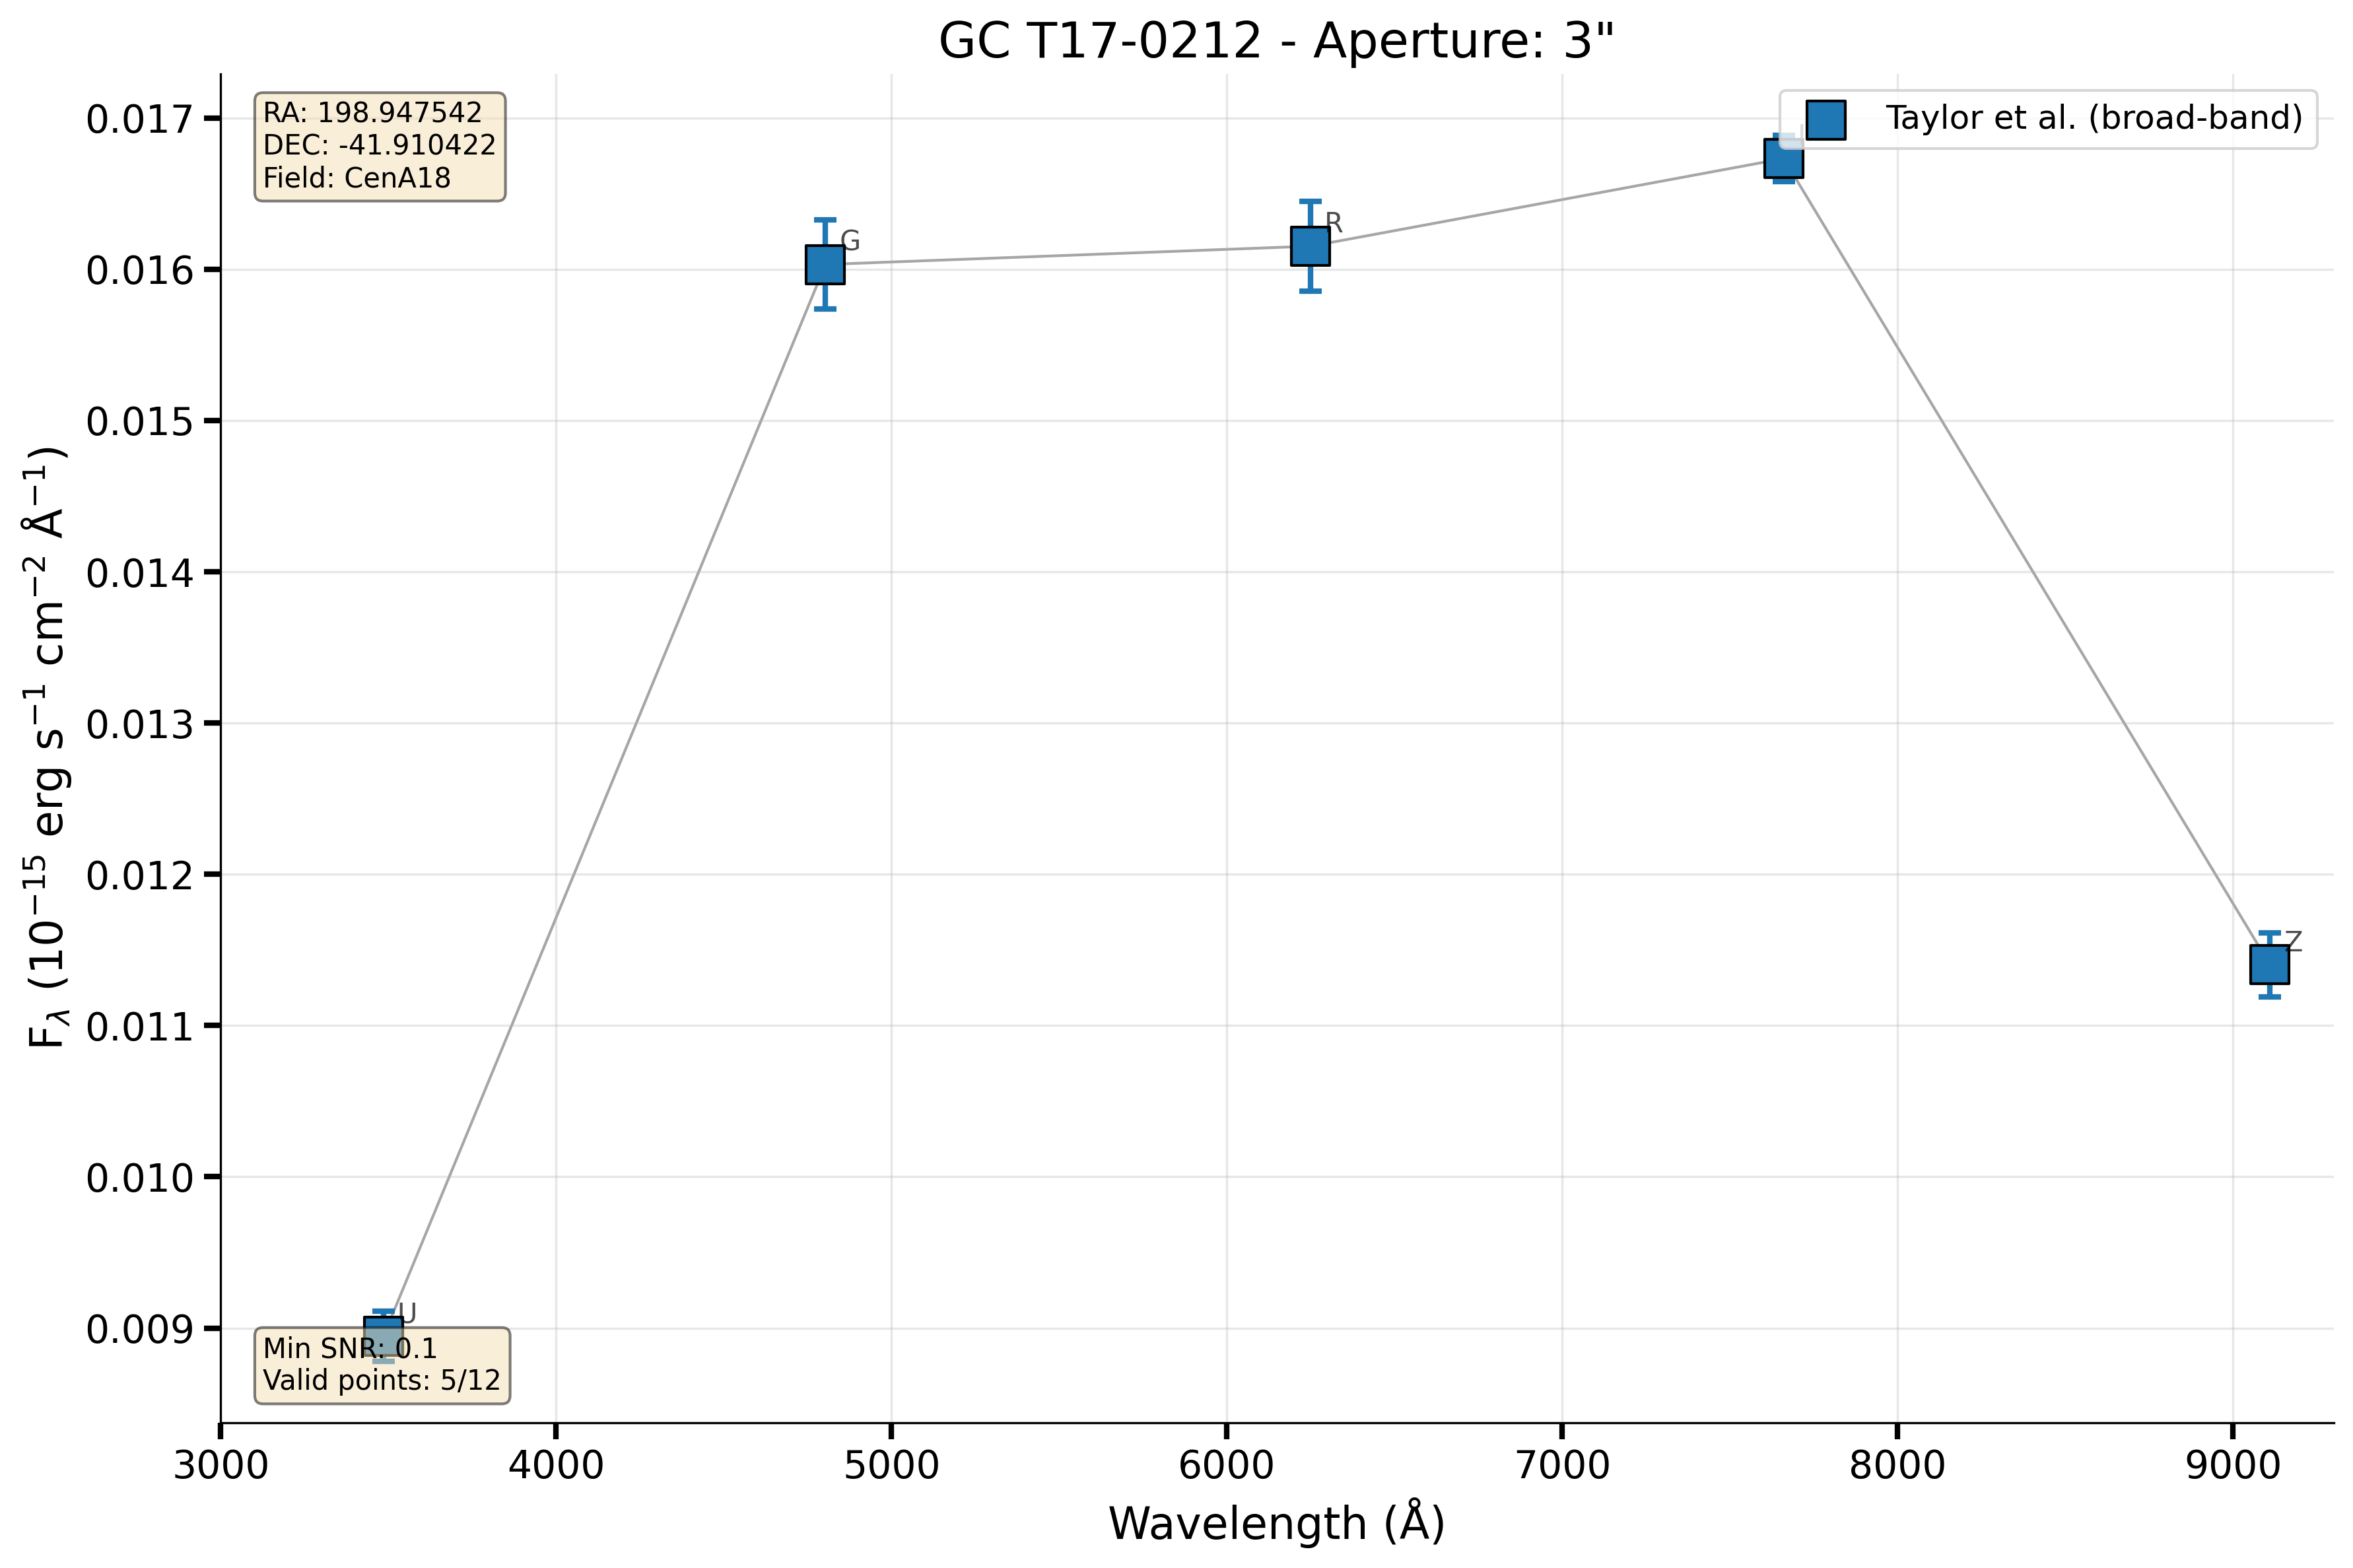 GC T17-0212 - Aperture: 3"
RA: 198.947542
DEC: -41.910422
Field: CenA18
Taylor et al. (broad-band)
0.017
0.016
0.015
0.014
0.013
0.012
0.011
0.010
0.009
F_λ (10⁻¹⁵ erg s⁻¹ cm⁻² Å⁻¹)
G
R
Z
U
Min SNR: 0.1
Valid points: 5/12
3000 4000 5000 6000 7000 8000 9000
Wavelength (Å)